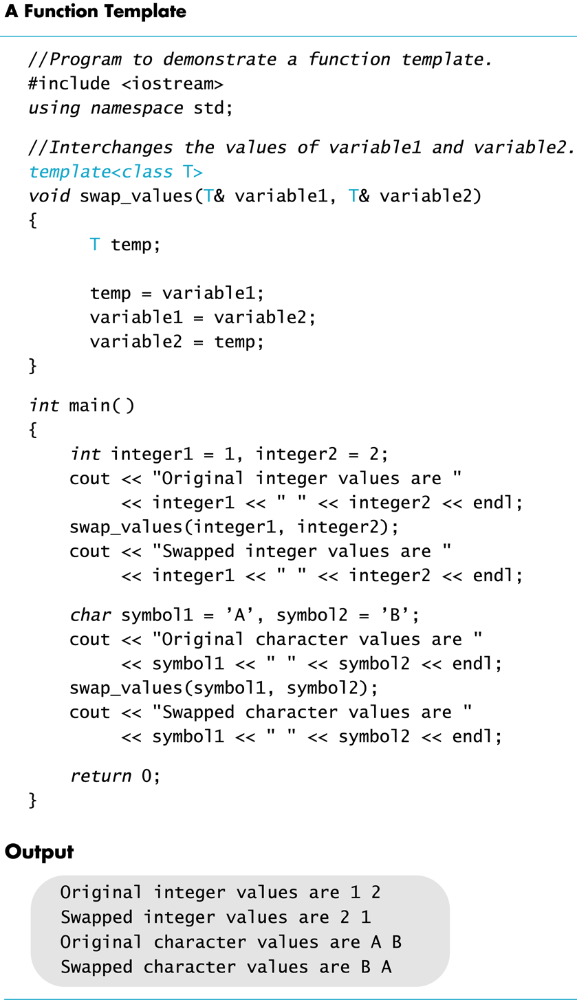 A Function Template
//Program to demonstrate a function template.
#include <iostream>
using namespace std;
//Interchanges the values of variable1 and variable2.
template<class T>
void swap_values(T& variable1, T& variable2)
{
      T temp;
      temp = variable1;
      variable1 = variable2;
      variable2 = temp;
}
int main( )
{
    int integer1 = 1, integer2 = 2;
    cout << "Original integer values are "
         << integer1 << " " << integer2 << endl;
    swap_values(integer1, integer2);
    cout << "Swapped integer values are "
         << integer1 << " " << integer2 << endl;
    char symbol1 = ’A’, symbol2 = ’B’;
    cout << "Original character values are "
         << symbol1 << " " << symbol2 << endl;
    swap_values(symbol1, symbol2);
    cout << "Swapped character values are "
         << symbol1 << " " << symbol2 << endl;
    return 0;
}
Output
Original integer values are 1 2
Swapped integer values are 2 1
Original character values are A B
Swapped character values are B A